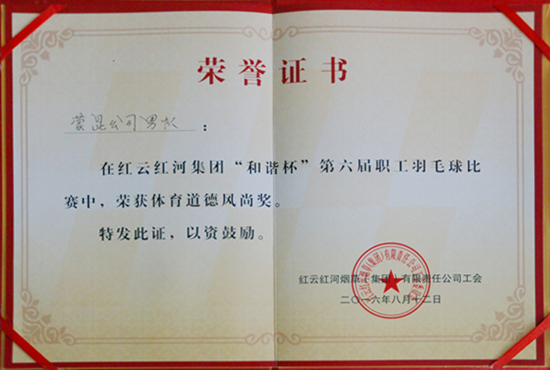 荣誉证书
蒙昆公司男队：
在红云红河集团“和谐杯”第六届职工羽毛球比
赛中，荣获体育道德风尚奖。
特发此证，以资鼓励。
红云红河烟草（集团）有限责任公司工会
二〇一六年八月十二日